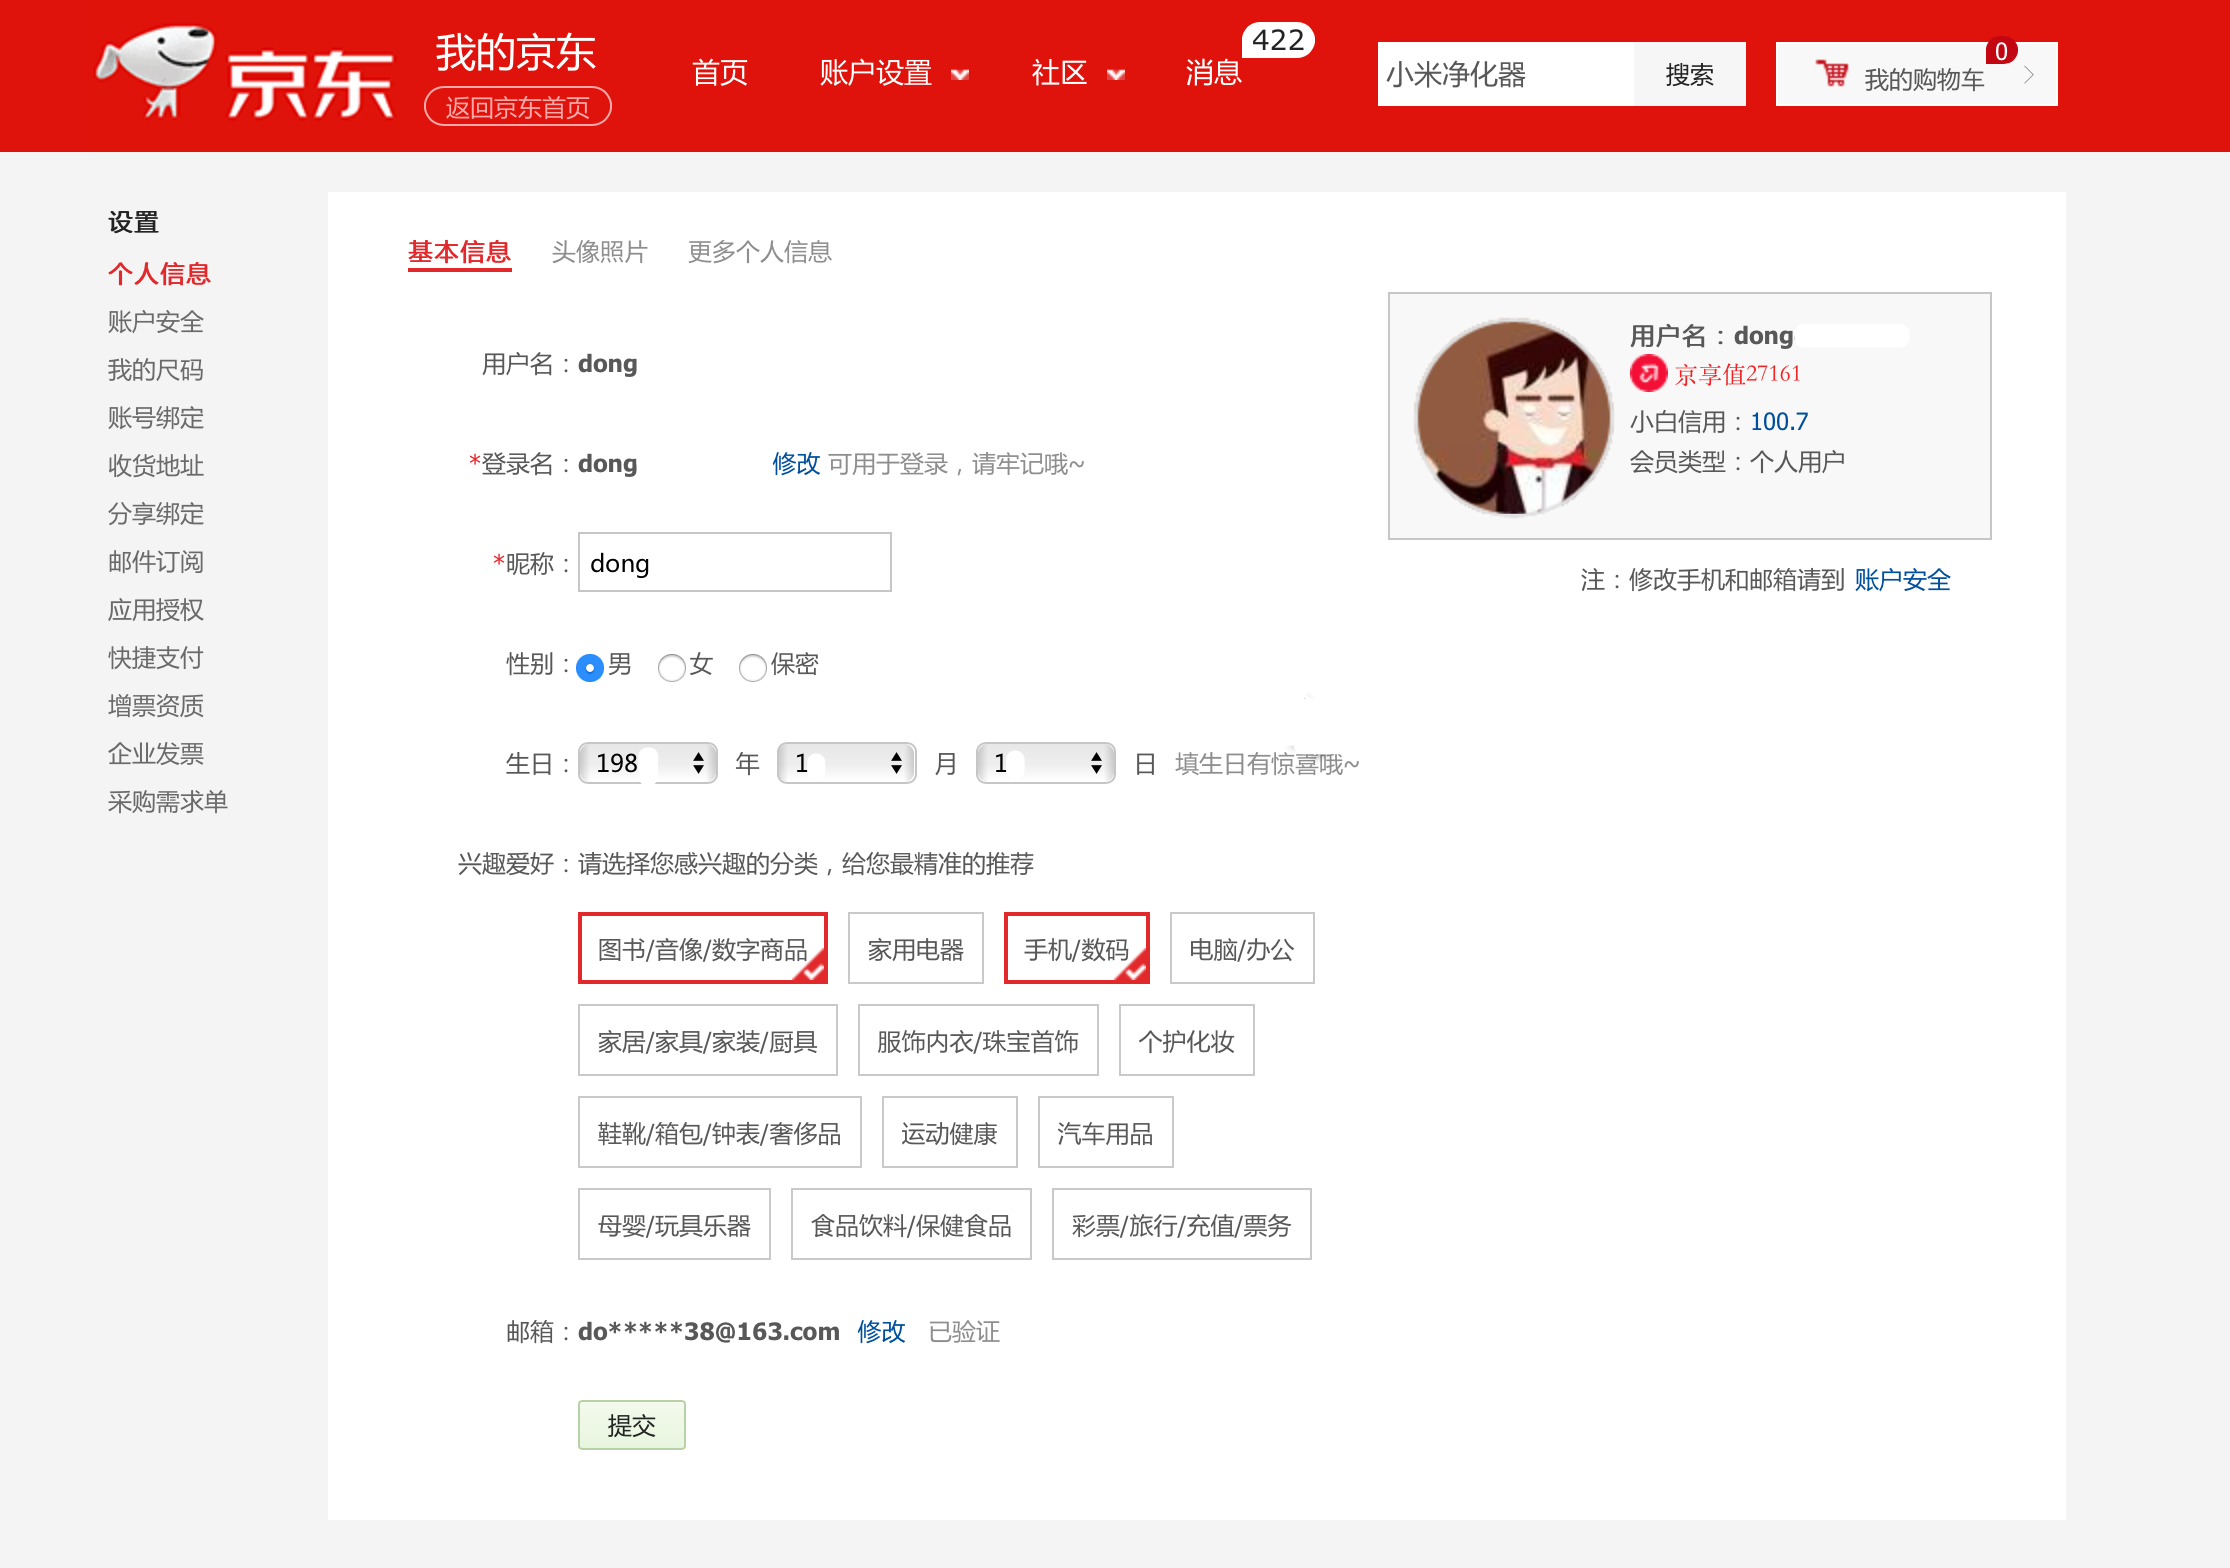 京东
我的京东
返回京东首页
首页
账户设置
社区
消息
422
小米净化器
搜索
我的购物车
0
设置
个人信息
账户安全
我的尺码
账号绑定
收货地址
分享绑定
邮件订阅
应用授权
快捷支付
增票资质
企业发票
采购需求单
基本信息 头像照片 更多个人信息
用户名：dong
*登录名：dong 修改 可用于登录，请牢记哦~
*昵称：dong
性别：男 女 保密
生日：198 年 1 月 1 日 填生日有惊喜哦~
兴趣爱好：请选择您感兴趣的分类，给您最精准的推荐
图书/音像/数字商品 家用电器 手机/数码 电脑/办公
家居/家具/家装/厨具 服饰内衣/珠宝首饰 个护化妆
鞋靴/箱包/钟表/奢侈品 运动健康 汽车用品
母婴/玩具乐器 食品饮料/保健食品 彩票/旅行/充值/票务
邮箱：do*****38@163.com 修改 已验证
提交
用户名：dong
京享值27161
小白信用：100.7
会员类型：个人用户
注：修改手机和邮箱请到 账户安全